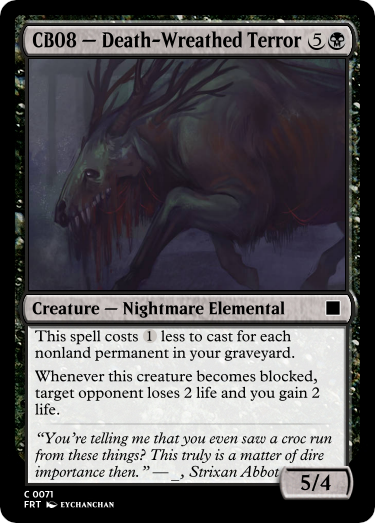 CB08 — Death-Wreathed Terror 5
Creature — Nightmare Elemental
This spell costs 1 less to cast for each
nonland permanent in your graveyard.
Whenever this creature becomes blocked,
target opponent loses 2 life and you gain 2
life.
“You’re telling me that you even saw a croc run
from these things? This truly is a matter of dire
importance then.” — _, Strixan Abbot
5/4
C 0071
FRT EYCHANCHAN